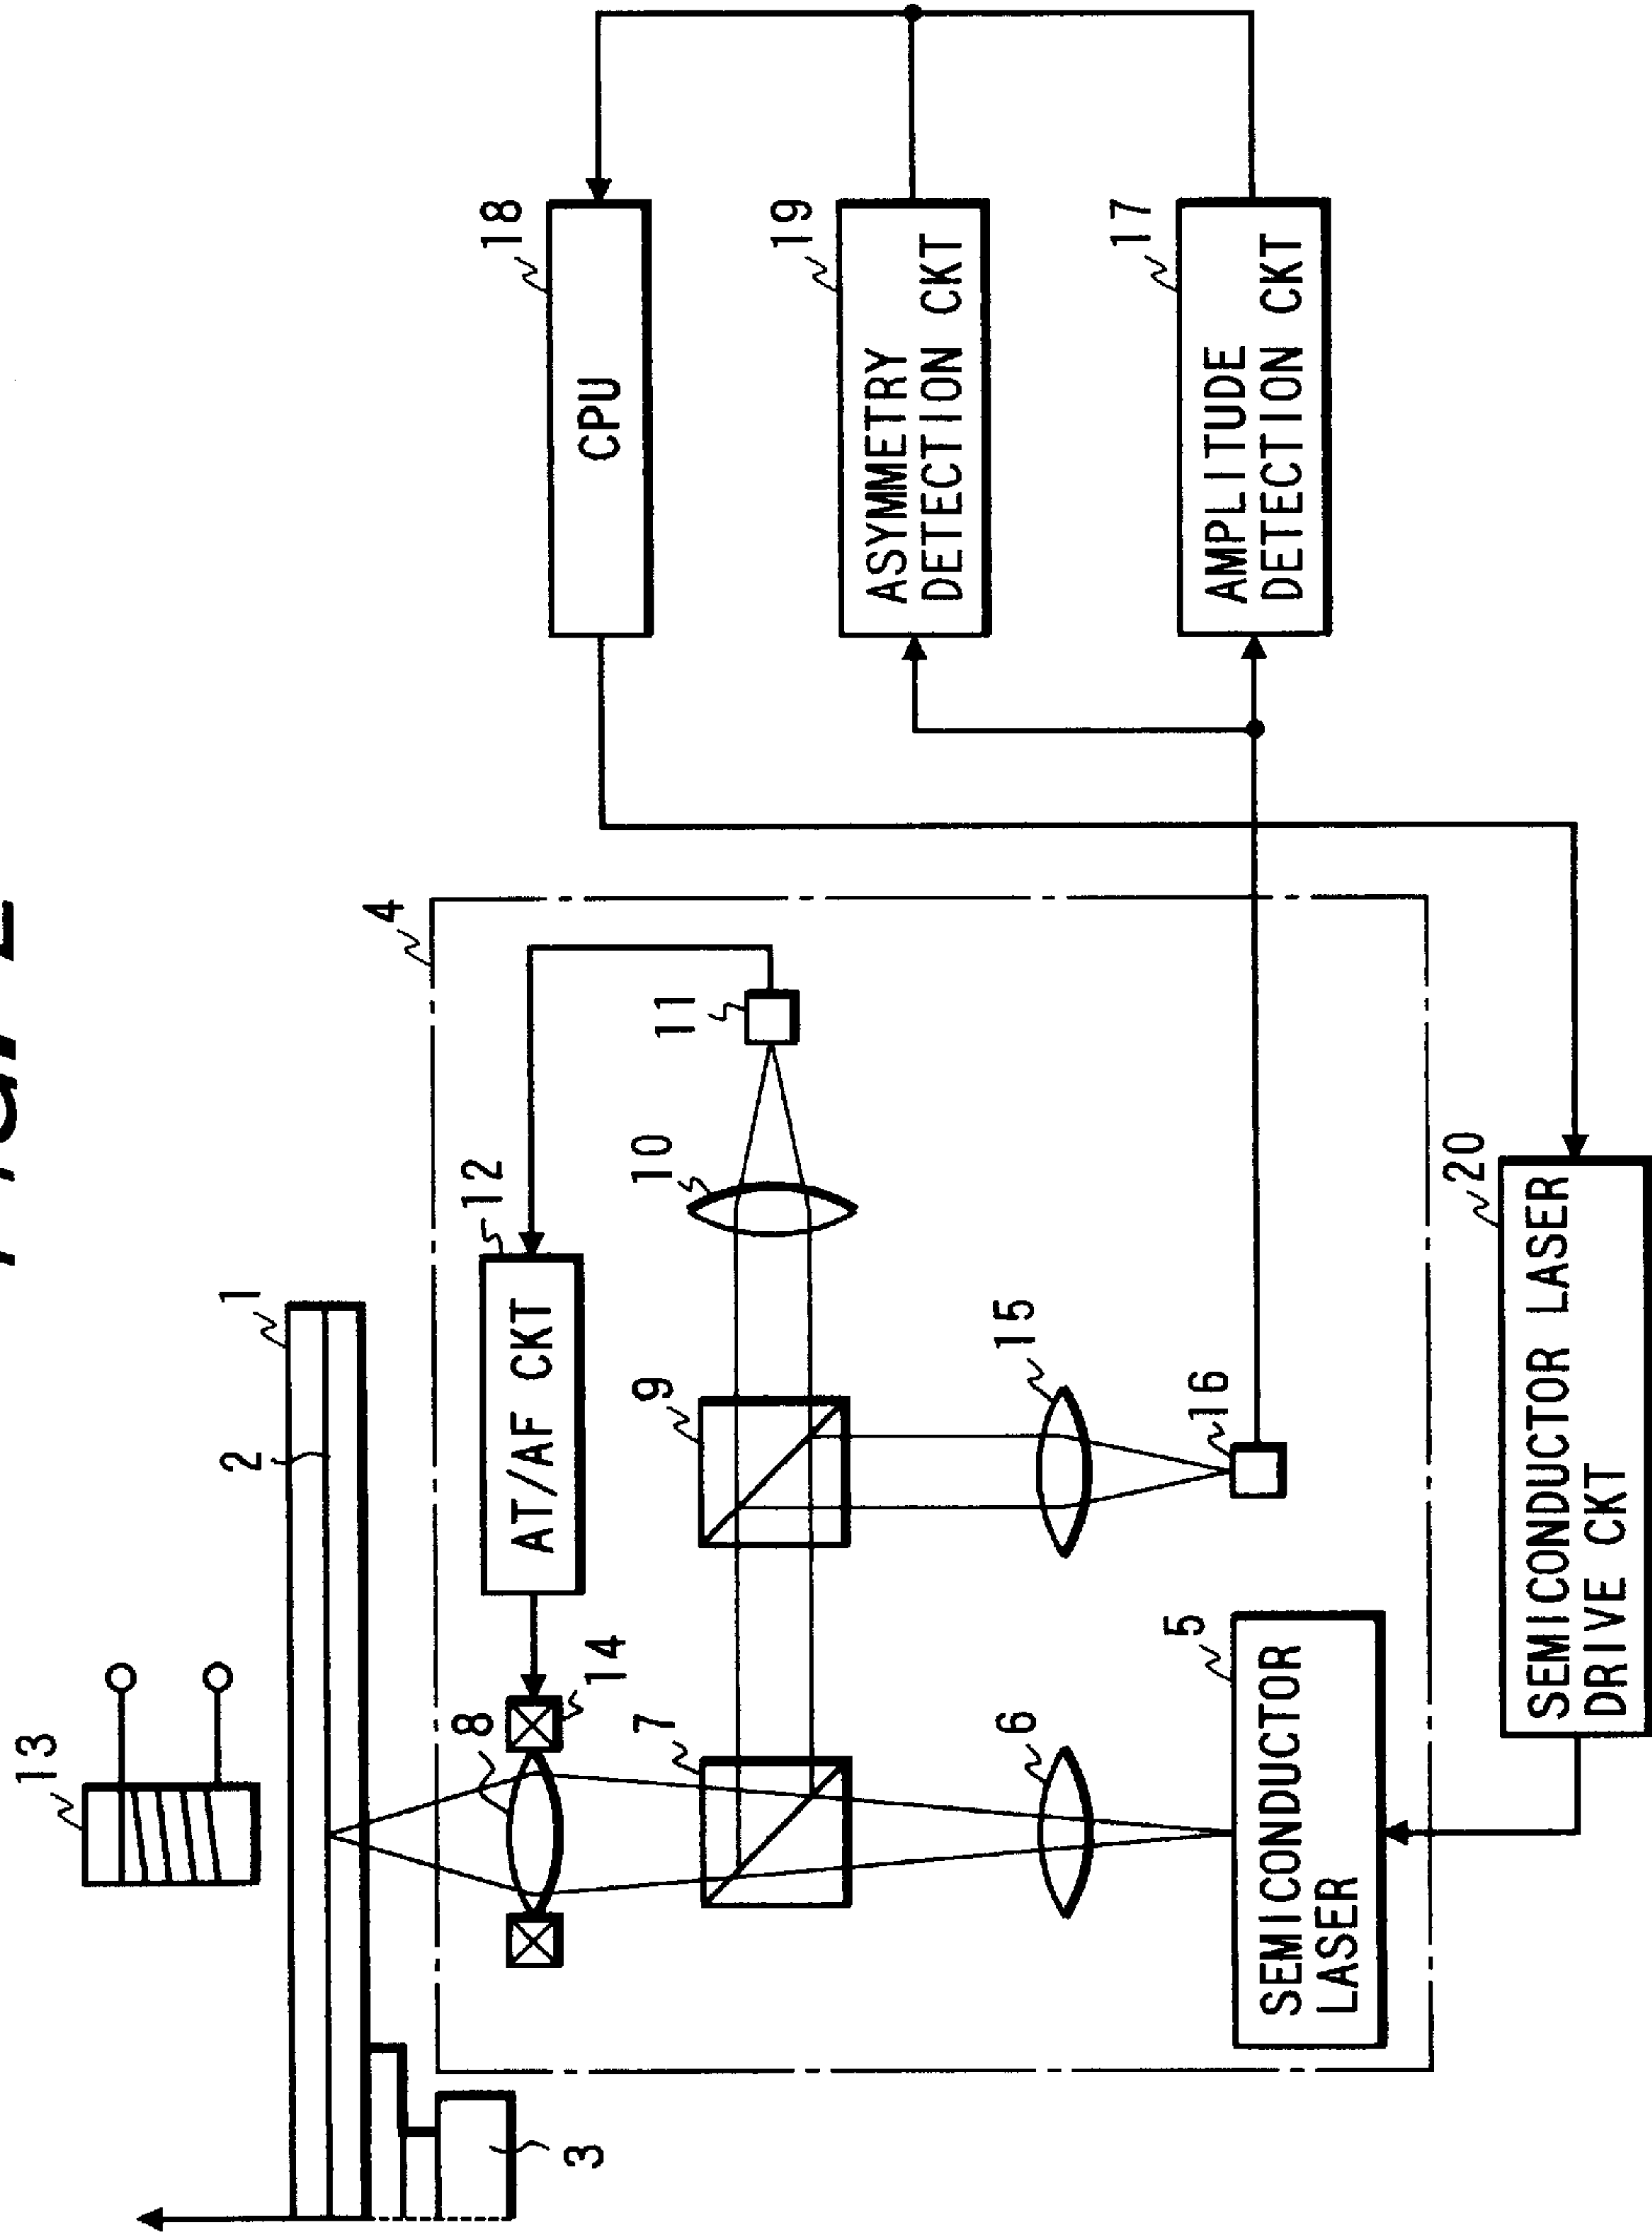 13
2
1
4
8
12
18
AT/AF CKT
CPU
3
14
7
9
10
11
19
ASYMMETRY
DETECTION CKT
6
15
17
5
16
AMPLITUDE
DETECTION CKT
SEMICONDUCTOR
LASER
20
SEMICONDUCTOR LASER
DRIVE CKT